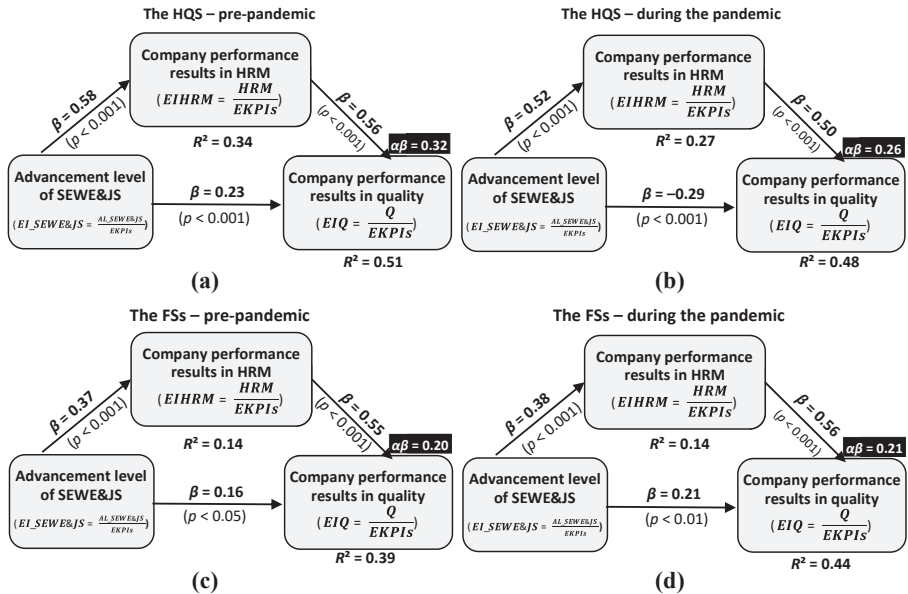 The HQS – pre-pandemic
Company performance
results in HRM
(EIHRM = HRM / EKPIs)
β = 0.58
(p < 0.001)
β = 0.56
(p < 0.001)
R² = 0.34
αβ = 0.32
Advancement level
of SEWE&JS
(EI_SEWE&JS = AL_SEWE&JS / EKPIs)
β = 0.23
(p < 0.001)
Company performance
results in quality
(EIQ = Q / EKPIs)
R² = 0.51
(a)
The HQS – during the pandemic
Company performance
results in HRM
(EIHRM = HRM / EKPIs)
β = 0.52
(p < 0.001)
β = 0.50
(p < 0.001)
R² = 0.27
αβ = 0.26
Advancement level
of SEWE&JS
(EI_SEWE&JS = AL_SEWE&JS / EKPIs)
β = –0.29
(p < 0.001)
Company performance
results in quality
(EIQ = Q / EKPIs)
R² = 0.48
(b)
The FSs – pre-pandemic
Company performance
results in HRM
(EIHRM = HRM / EKPIs)
β = 0.37
(p < 0.001)
β = 0.55
(p < 0.001)
R² = 0.14
αβ = 0.20
Advancement level
of SEWE&JS
(EI_SEWE&JS = AL_SEWE&JS / EKPIs)
β = 0.16
(p < 0.05)
Company performance
results in quality
(EIQ = Q / EKPIs)
R² = 0.39
(c)
The FSs – during the pandemic
Company performance
results in HRM
(EIHRM = HRM / EKPIs)
β = 0.38
(p < 0.001)
β = 0.56
(p < 0.001)
R² = 0.14
αβ = 0.21
Advancement level
of SEWE&JS
(EI_SEWE&JS = AL_SEWE&JS / EKPIs)
β = 0.21
(p < 0.01)
Company performance
results in quality
(EIQ = Q / EKPIs)
R² = 0.44
(d)